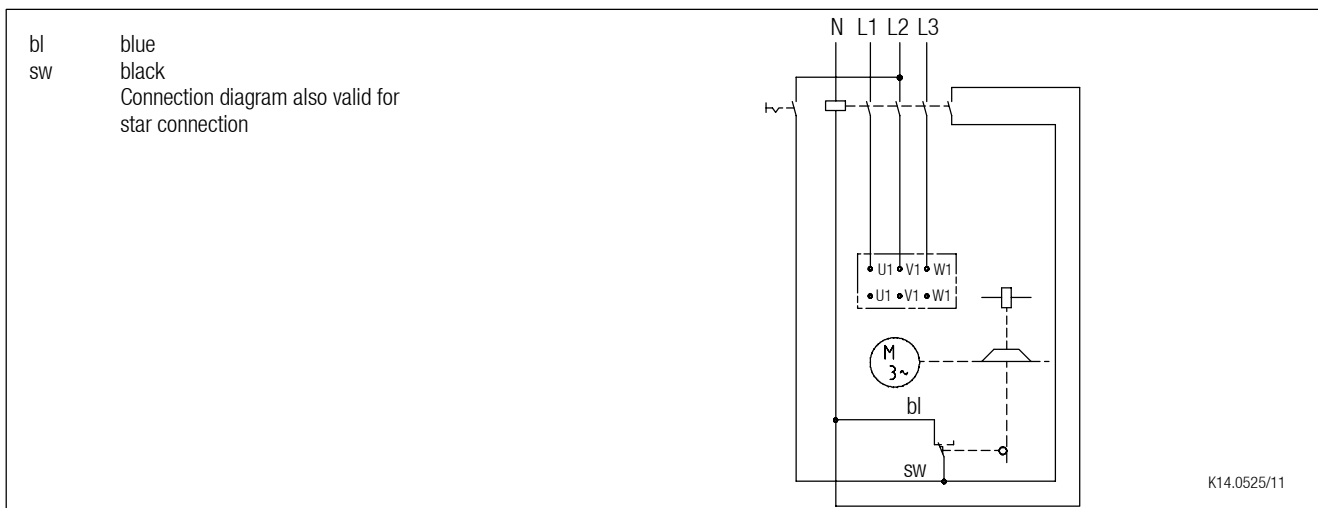 bl blue
sw black
Connection diagram also valid for
star connection
N L1 L2 L3
U1 V1 W1
U1 V1 W1
M
3~
bl
sw
K14.0525/11